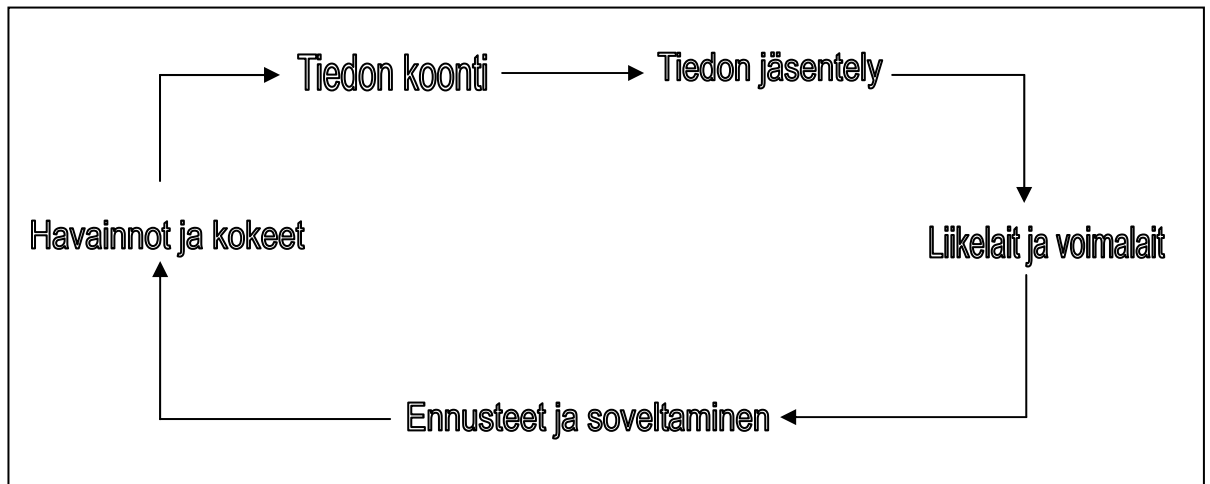 Tiedon koonti
Tiedon jäsentely
Havainnot ja kokeet
Liikelait ja voimalait
Ennusteet ja soveltaminen